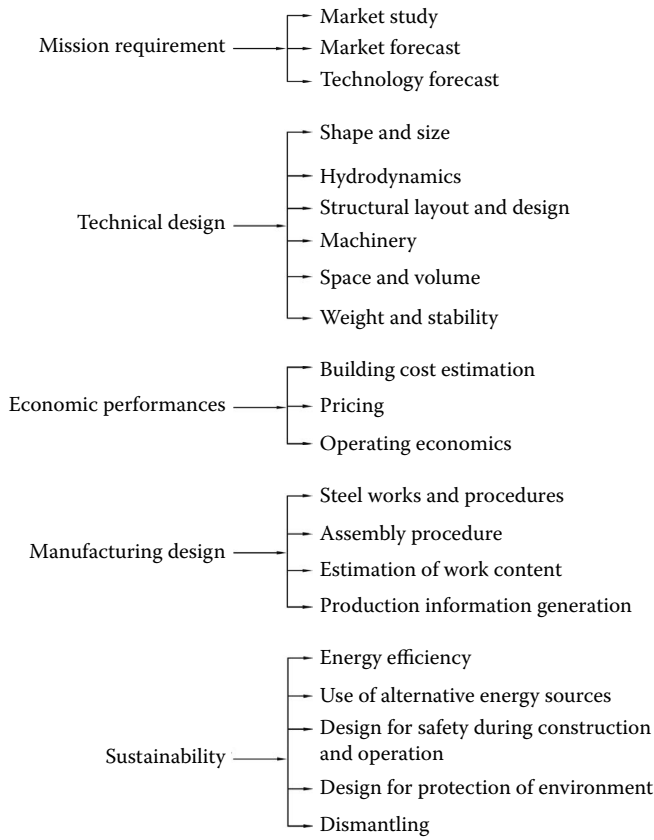 Mission requirement
Market study
Market forecast
Technology forecast
Technical design
Shape and size
Hydrodynamics
Structural layout and design
Machinery
Space and volume
Weight and stability
Economic performances
Building cost estimation
Pricing
Operating economics
Manufacturing design
Steel works and procedures
Assembly procedure
Estimation of work content
Production information generation
Sustainability
Energy efficiency
Use of alternative energy sources
Design for safety during construction
and operation
Design for protection of environment
Dismantling